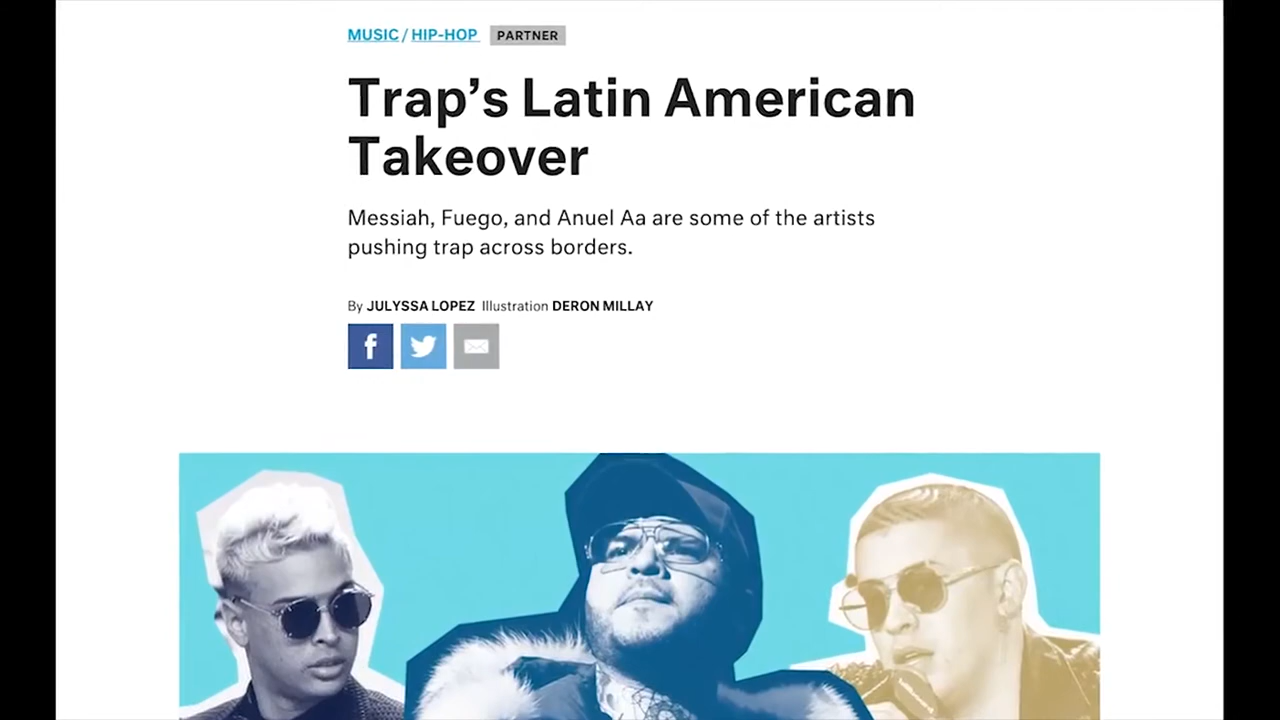 MUSIC / HIP-HOP PARTNER
Trap's Latin American
Takeover
Messiah, Fuego, and Anuel Aa are some of the artists
pushing trap across borders.
By JULYSSA LOPEZ Illustration DERON MILLAY